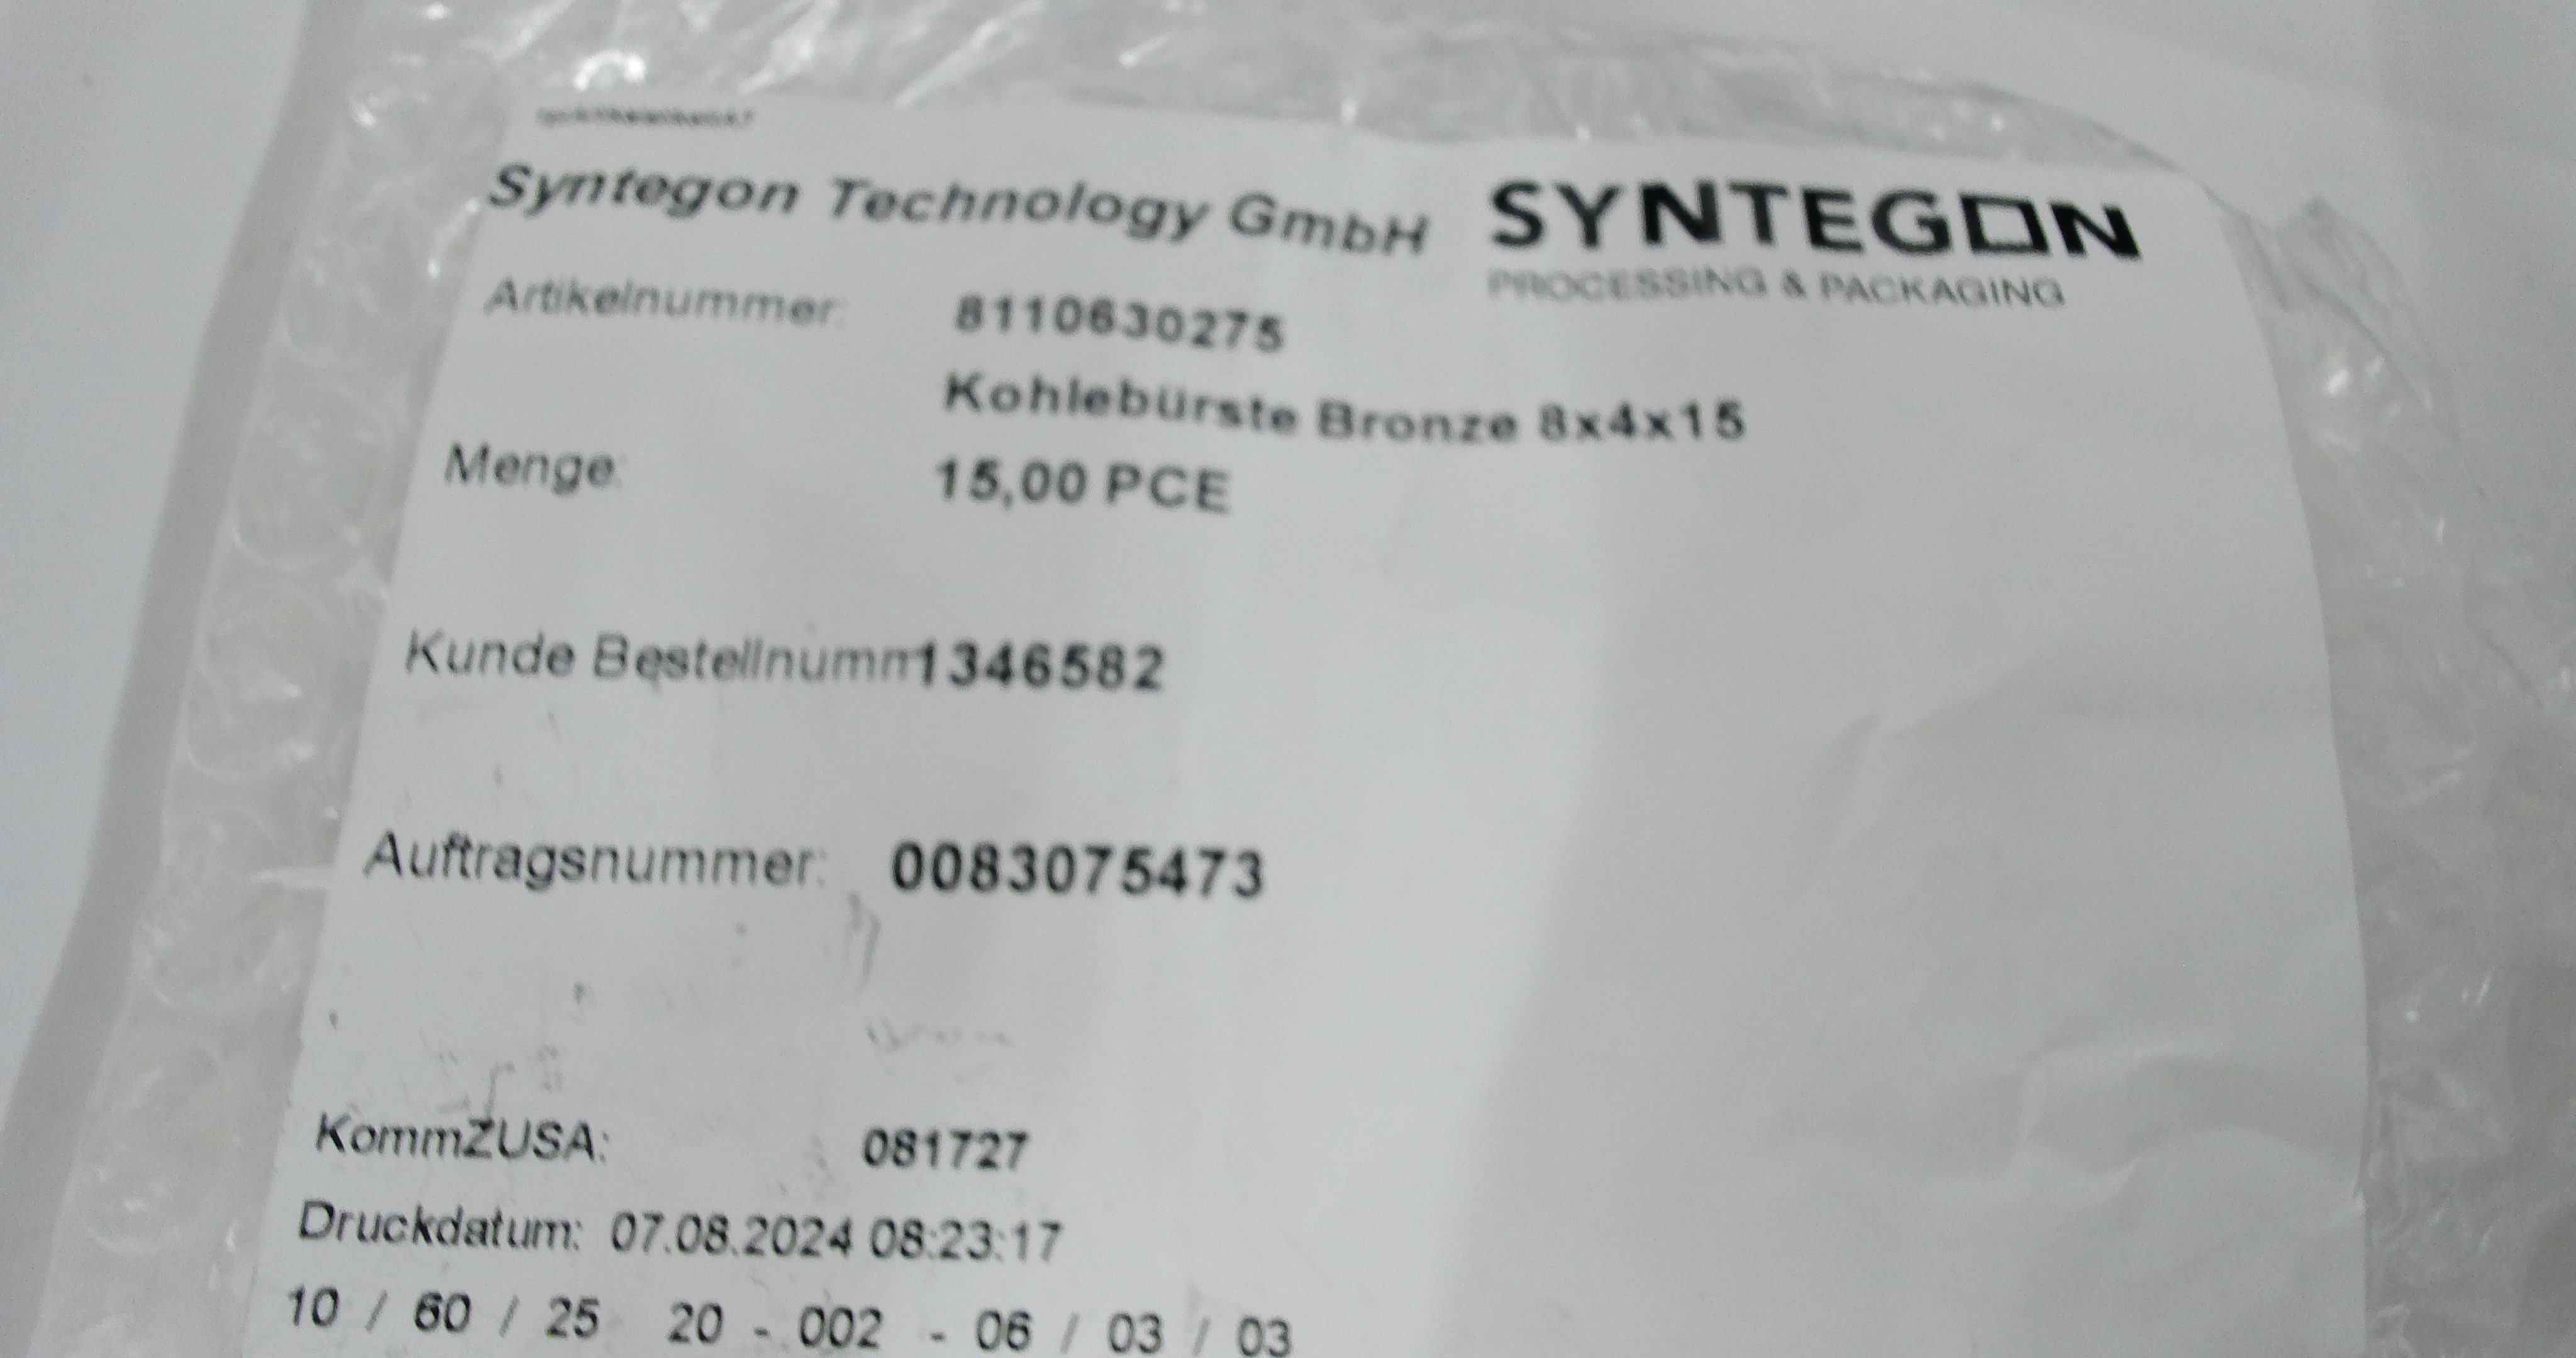 Syntegon Technology GmbH
SYNTEGON
PROCESSING & PACKAGING
Artikelnummer: 8110630275
Kohlebürste Bronze 8x4x15
Menge: 15,00 PCE
Kunde Bestellnumm1346582
Auftragsnummer: 0083075473
KommZUSA: 081727
Druckdatum: 07.08.2024 08:23:17
10 / 60 / 25 20 - 002 - 06 / 03 / 03